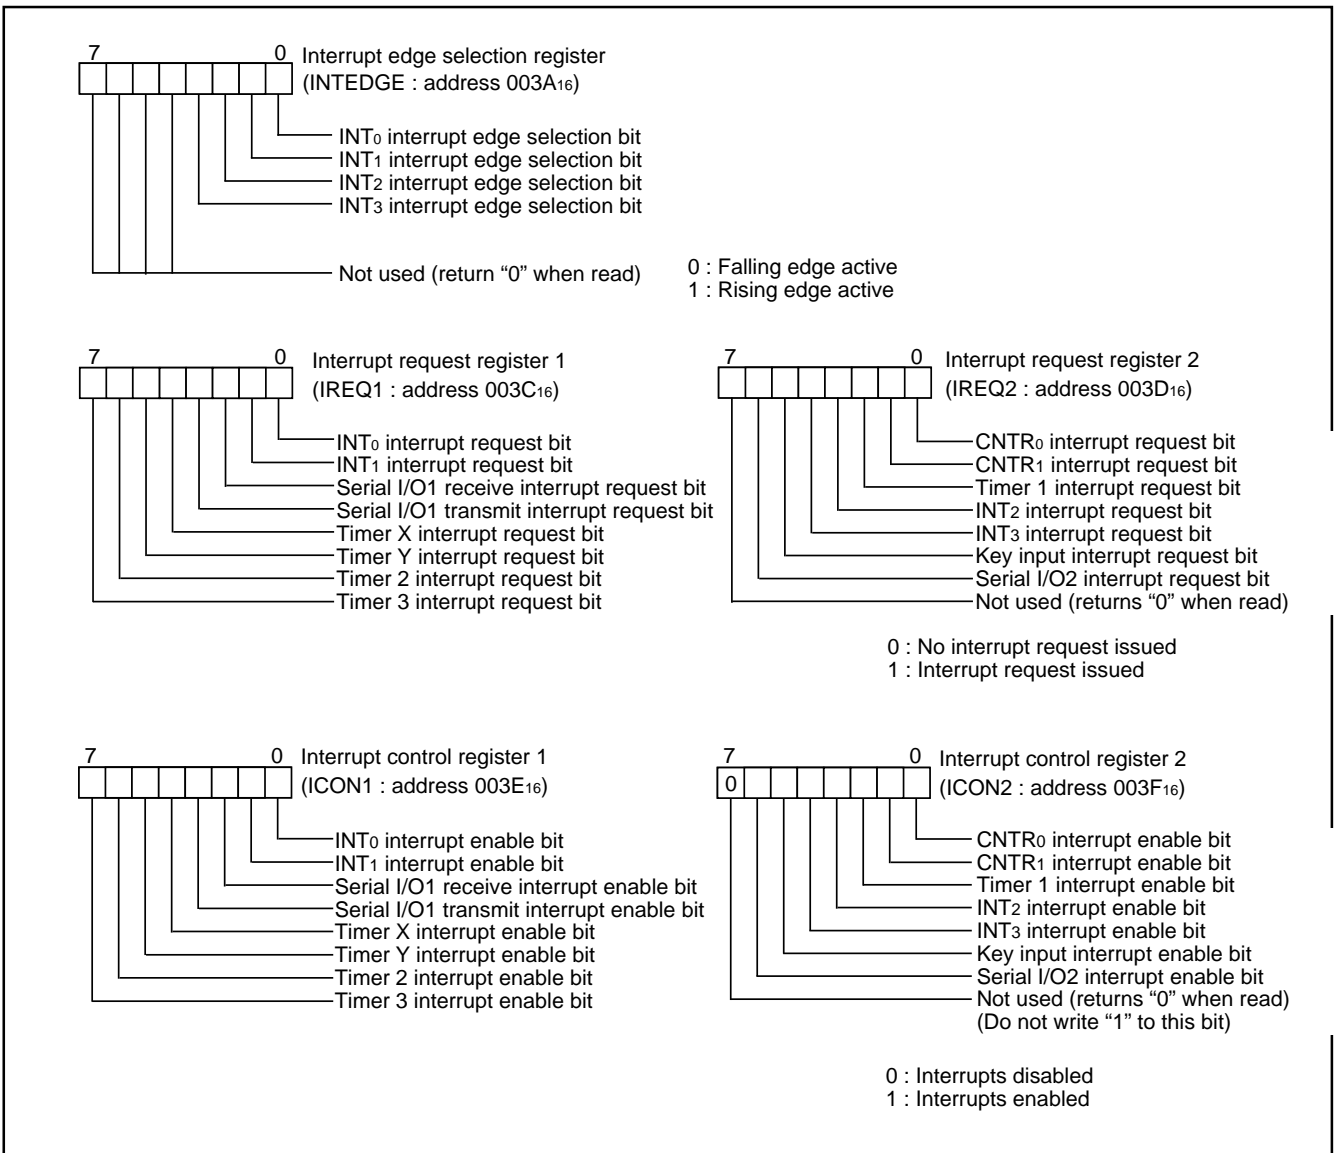 7 0 Interrupt edge selection register
(INTEDGE : address 003A16)
INT0 interrupt edge selection bit
INT1 interrupt edge selection bit
INT2 interrupt edge selection bit
INT3 interrupt edge selection bit
Not used (return “0” when read)
0 : Falling edge active
1 : Rising edge active
7 0 Interrupt request register 1
(IREQ1 : address 003C16)
INT0 interrupt request bit
INT1 interrupt request bit
Serial I/O1 receive interrupt request bit
Serial I/O1 transmit interrupt request bit
Timer X interrupt request bit
Timer Y interrupt request bit
Timer 2 interrupt request bit
Timer 3 interrupt request bit
7 0 Interrupt request register 2
(IREQ2 : address 003D16)
CNTR0 interrupt request bit
CNTR1 interrupt request bit
Timer 1 interrupt request bit
INT2 interrupt request bit
INT3 interrupt request bit
Key input interrupt request bit
Serial I/O2 interrupt request bit
Not used (returns “0” when read)
0 : No interrupt request issued
1 : Interrupt request issued
7 0 Interrupt control register 1
(ICON1 : address 003E16)
INT0 interrupt enable bit
INT1 interrupt enable bit
Serial I/O1 receive interrupt enable bit
Serial I/O1 transmit interrupt enable bit
Timer X interrupt enable bit
Timer Y interrupt enable bit
Timer 2 interrupt enable bit
Timer 3 interrupt enable bit
7 0 Interrupt control register 2
0 (ICON2 : address 003F16)
CNTR0 interrupt enable bit
CNTR1 interrupt enable bit
Timer 1 interrupt enable bit
INT2 interrupt enable bit
INT3 interrupt enable bit
Key input interrupt enable bit
Serial I/O2 interrupt enable bit
Not used (returns “0” when read)
(Do not write “1” to this bit)
0 : Interrupts disabled
1 : Interrupts enabled